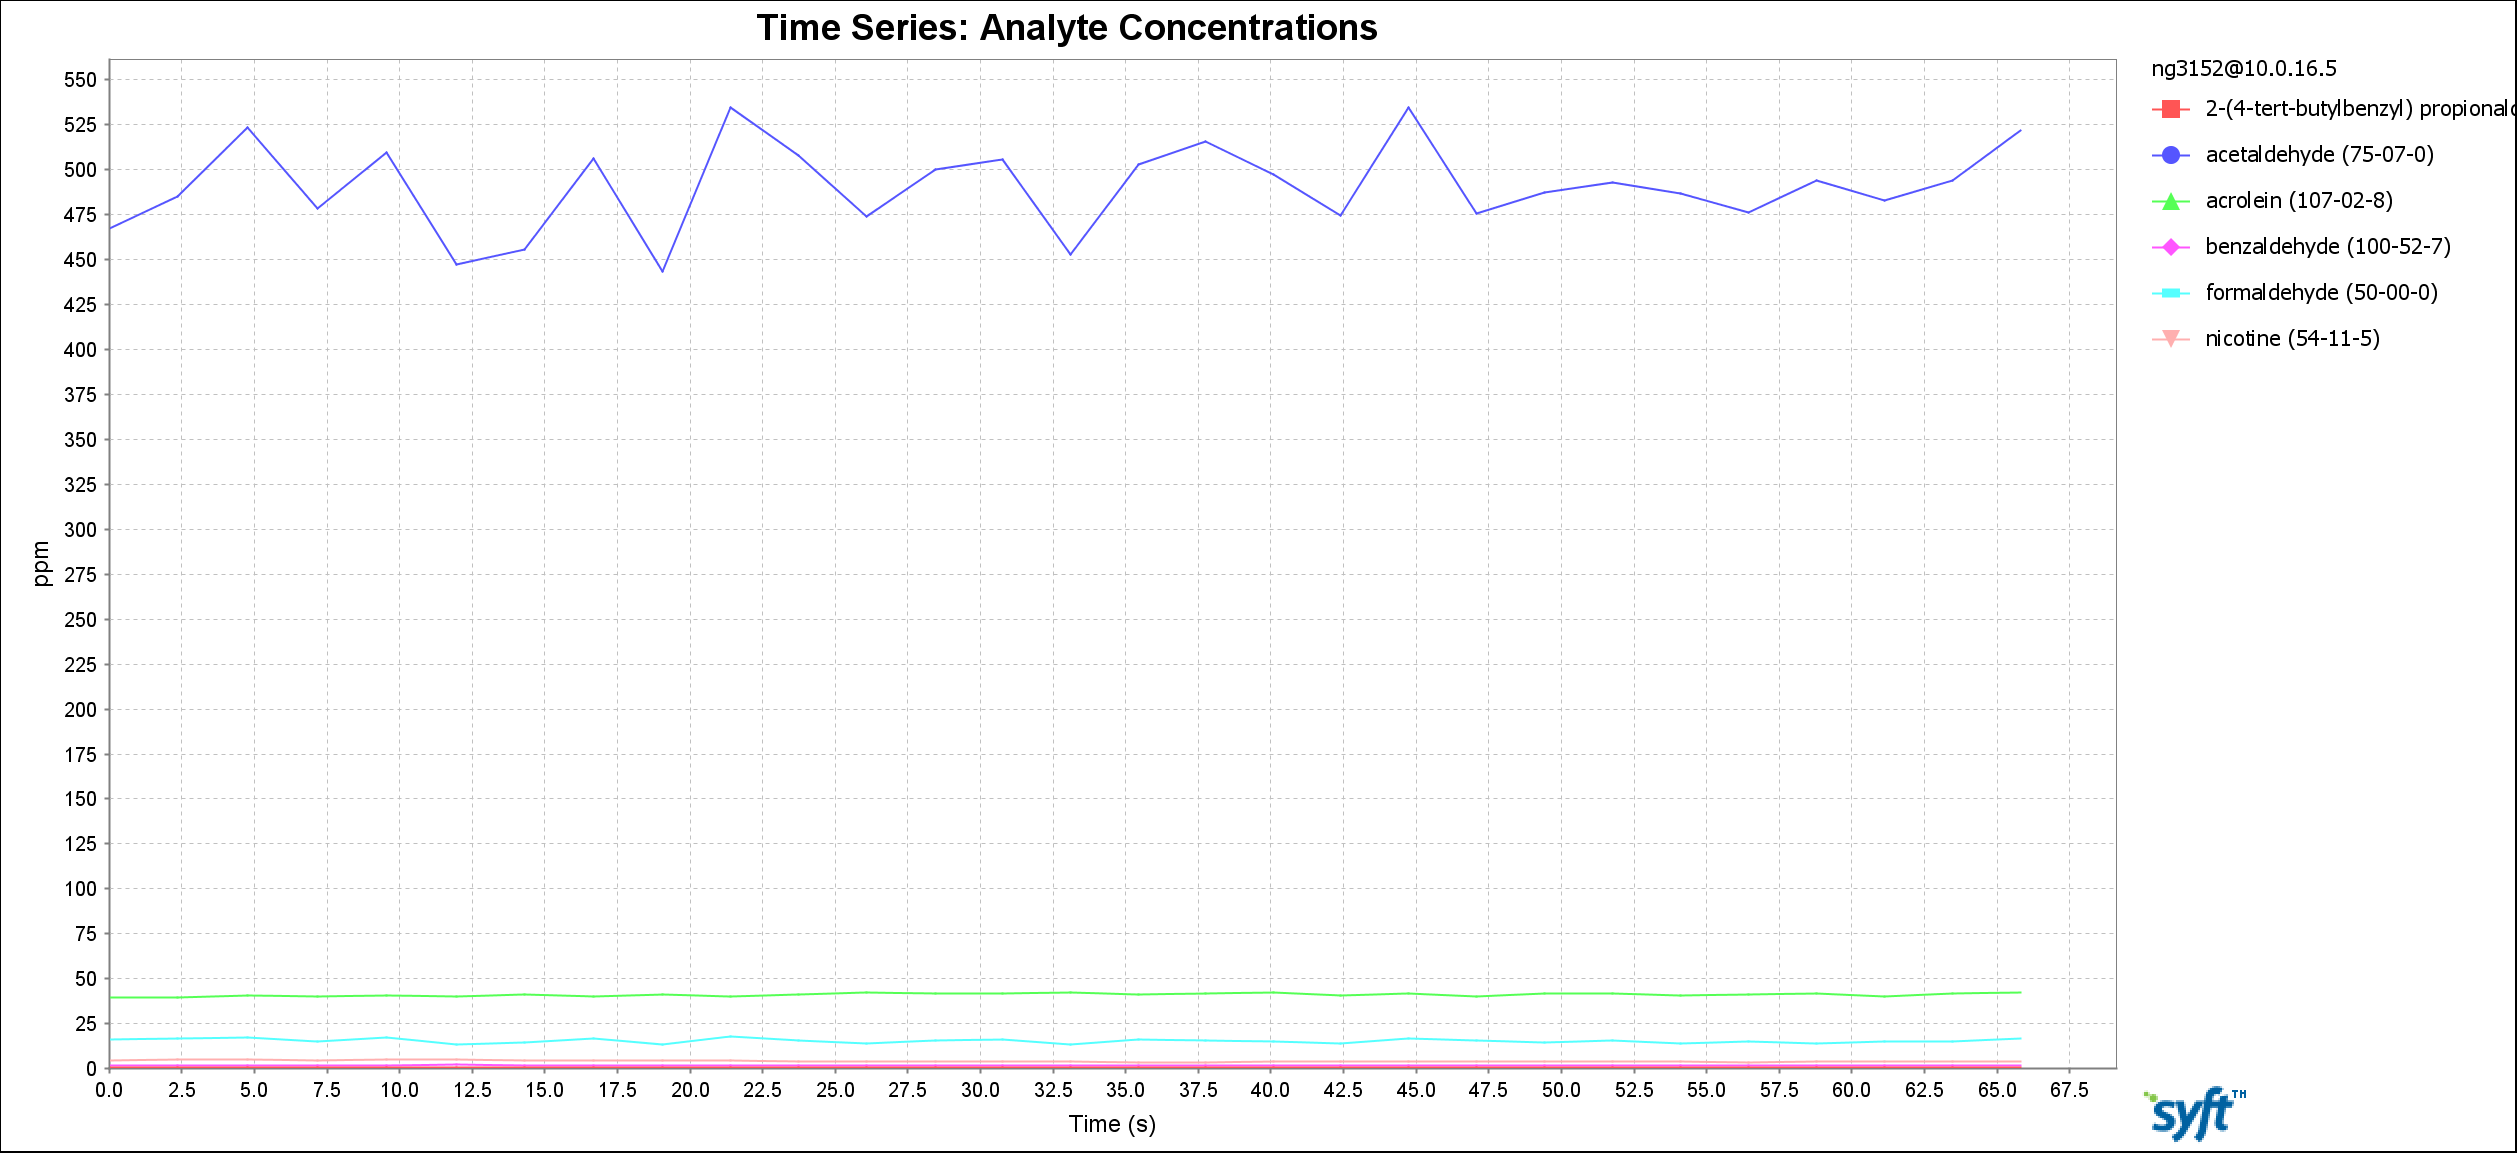 Time Series: Analyte Concentrations
ng3152@10.0.16.5
2-(4-tert-butylbenzyl) propional
acetaldehyde (75-07-0)
acrolein (107-02-8)
benzaldehyde (100-52-7)
formaldehyde (50-00-0)
nicotine (54-11-5)
550
525
500
475
450
425
400
375
350
325
300
275
250
225
200
175
150
125
100
75
50
25
0
ppm
0.0 2.5 5.0 7.5 10.0 12.5 15.0 17.5 20.0 22.5 25.0 27.5 30.0 32.5 35.0 37.5 40.0 42.5 45.0 47.5 50.0 52.5 55.0 57.5 60.0 62.5 65.0 67.5
Time (s)
syft™